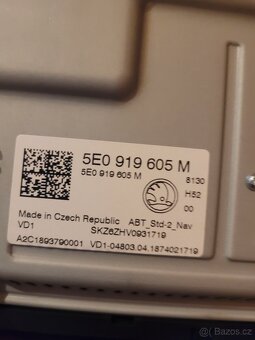 5E0 919 605 M
5E0 919 605 M
8130
H52
00
Made in Czech Republic ABT_Std-2_Nav
VD1 SKZ6ZHV0931719
A2C1893790001 VD1-04803.04.1874021719
bazos.cz